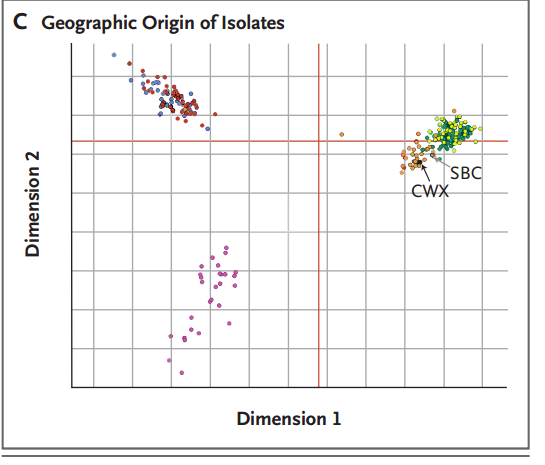 C Geographic Origin of Isolates
Dimension 2
SBC
CWX
Dimension 1